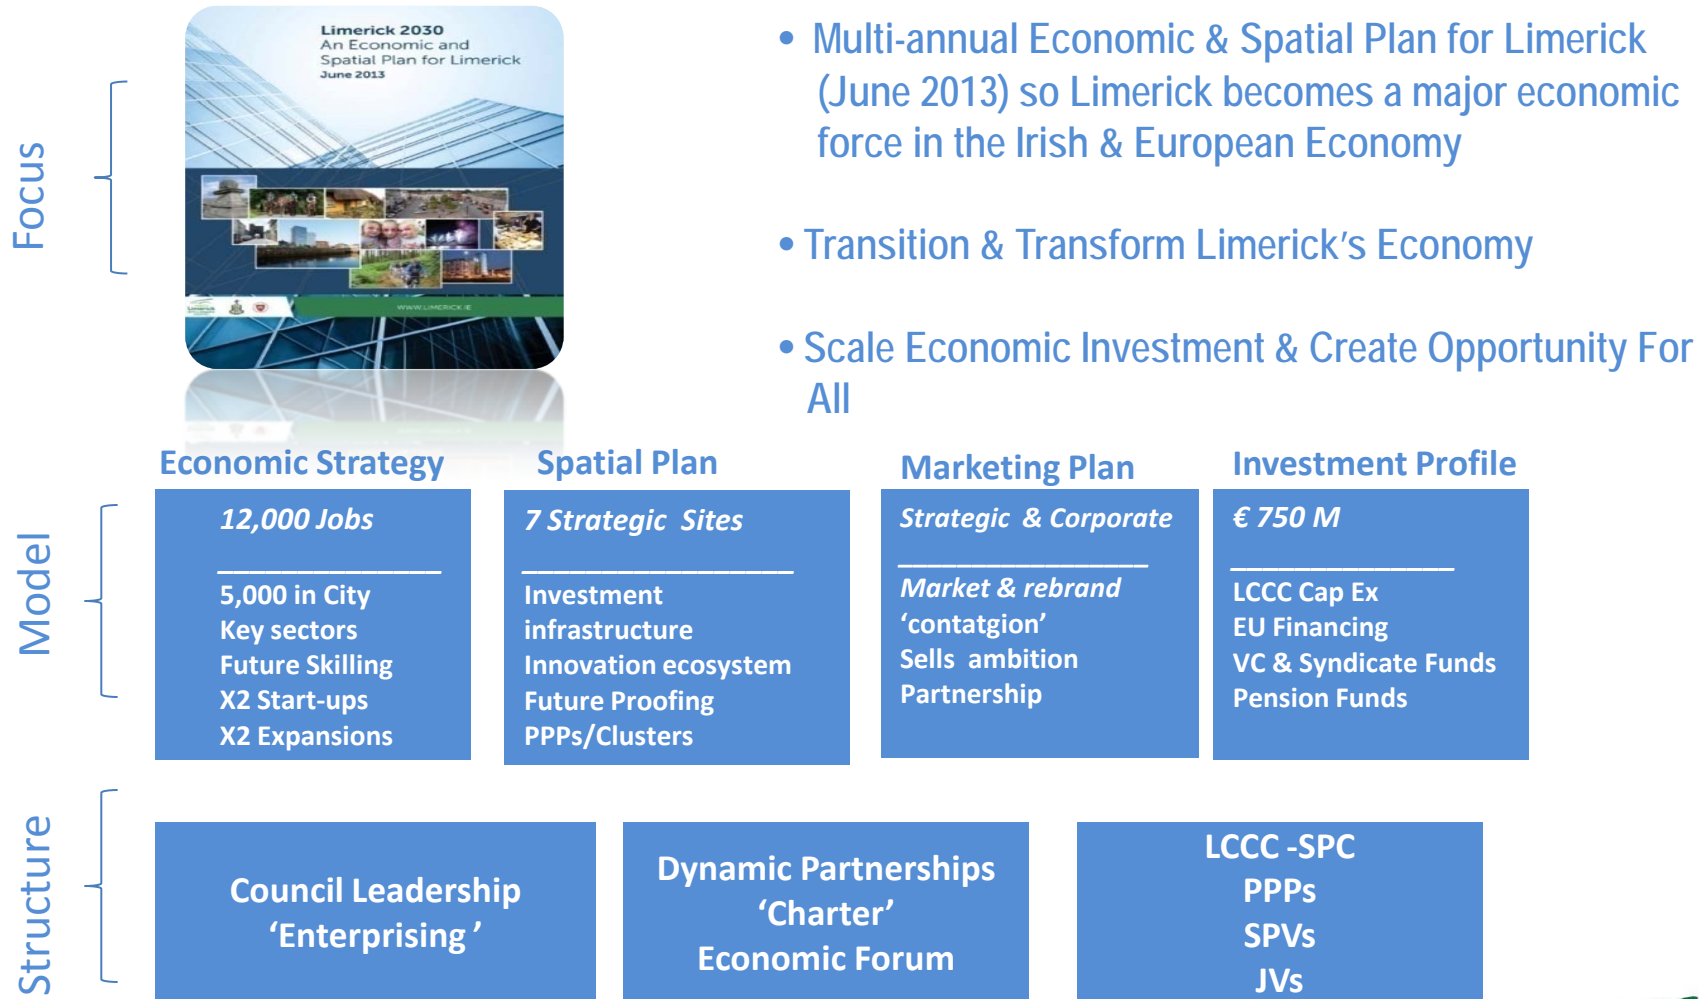 Focus
Limerick 2030
An Economic and
Spatial Plan for Limerick
June 2013
WWW.LIMERICK.IE
• Multi-annual Economic & Spatial Plan for Limerick
(June 2013) so Limerick becomes a major economic
force in the Irish & European Economy
• Transition & Transform Limerick's Economy
• Scale Economic Investment & Create Opportunity For
All
Model
Economic Strategy
12,000 Jobs
5,000 in City
Key sectors
Future Skilling
X2 Start-ups
X2 Expansions
Spatial Plan
7 Strategic Sites
Investment
infrastructure
Innovation ecosystem
Future Proofing
PPPs/Clusters
Marketing Plan
Strategic & Corporate
Market & rebrand
‘contatgion’
Sells ambition
Partnership
Investment Profile
€ 750 M
LCCC Cap Ex
EU Financing
VC & Syndicate Funds
Pension Funds
Structure
Council Leadership
‘Enterprising ’
Dynamic Partnerships
‘Charter’
Economic Forum
LCCC -SPC
PPPs
SPVs
JVs